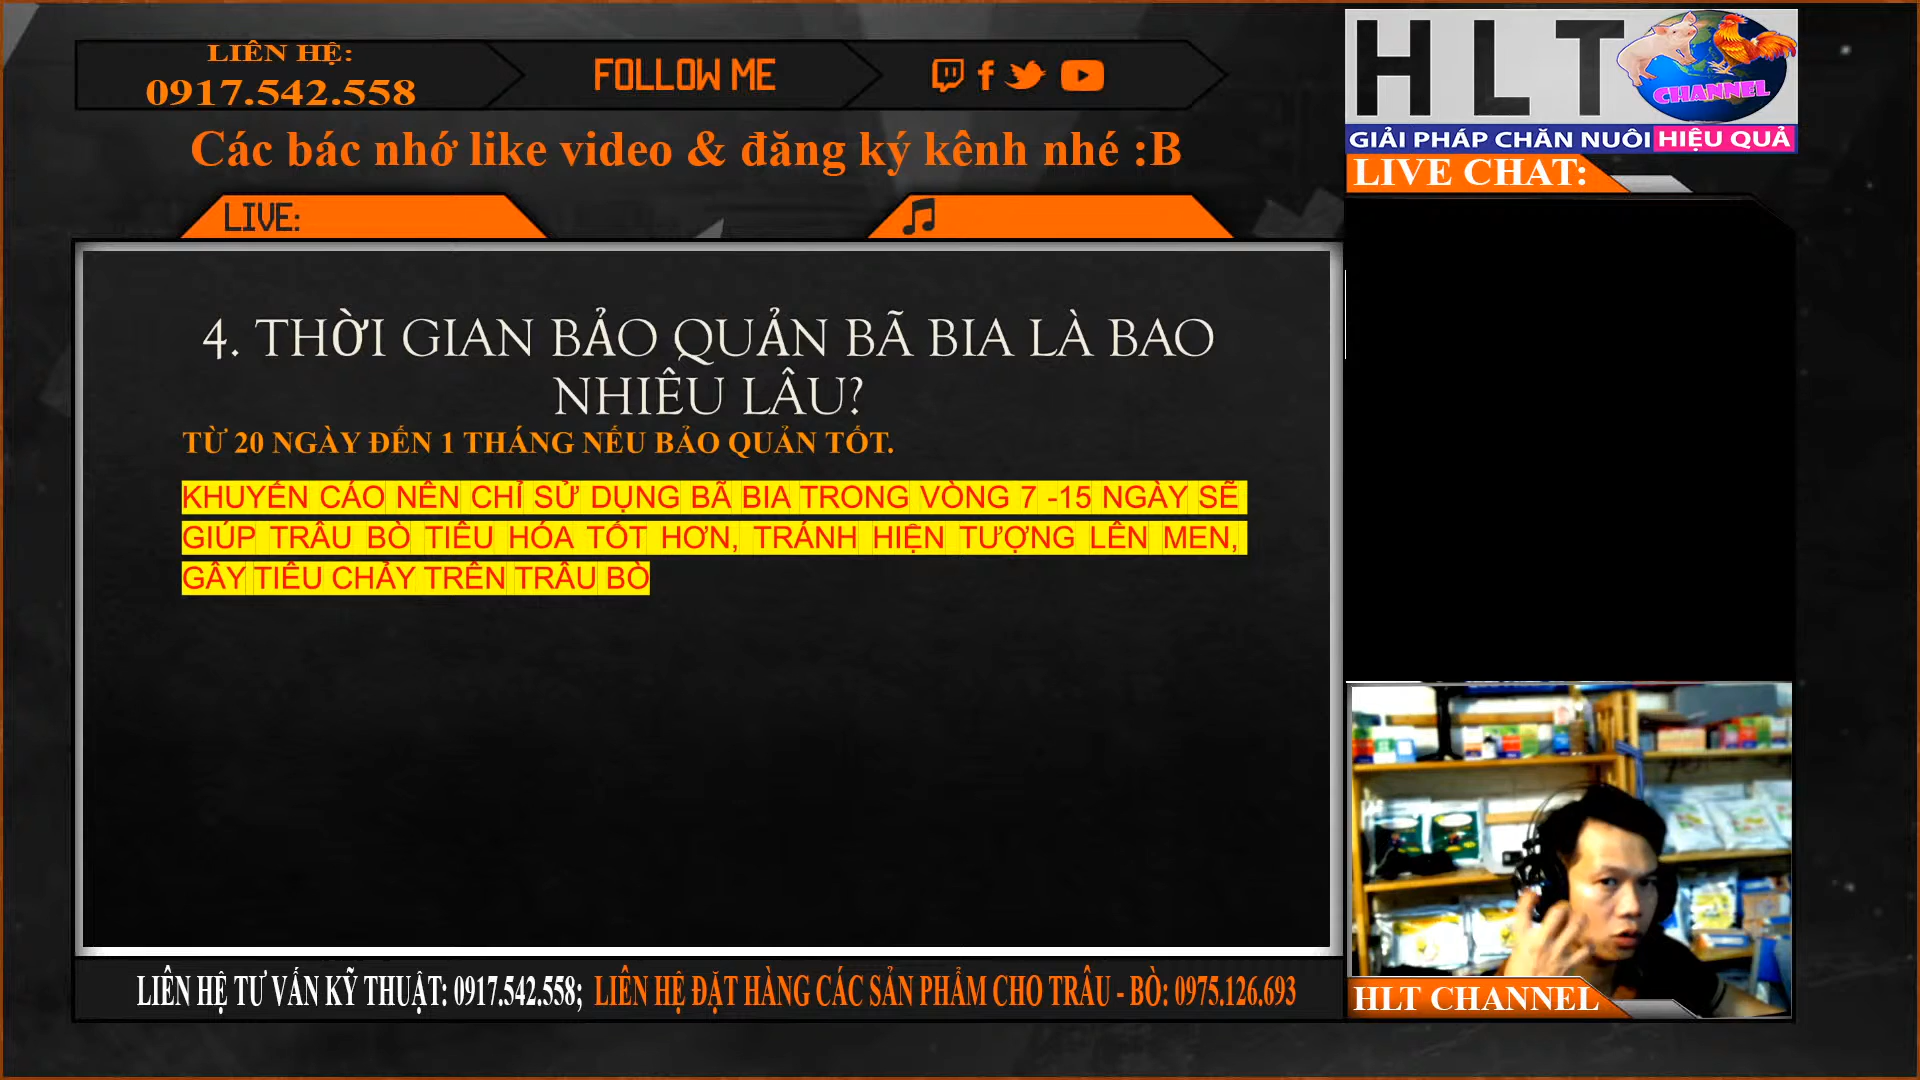 LIÊN HỆ:
0917.542.558
FOLLOW ME
Các bác nhớ like video & đăng ký kênh nhé :B
HLT
CHANNEL
GIẢI PHÁP CHĂN NUÔI HIỆU QUẢ
LIVE CHAT:
LIVE:
4. THỜI GIAN BẢO QUẢN BÃ BIA LÀ BAO
NHIÊU LÂU?
TỪ 20 NGÀY ĐẾN 1 THÁNG NẾU BẢO QUẢN TỐT.
KHUYẾN CÁO NÊN CHỈ SỬ DỤNG BÃ BIA TRONG VÒNG 7 -15 NGÀY SẼ
GIÚP TRÂU BÒ TIÊU HÓA TỐT HƠN, TRÁNH HIỆN TƯỢNG LÊN MEN,
GÂY TIÊU CHẢY TRÊN TRÂU BÒ
LIÊN HỆ TƯ VẤN KỸ THUẬT: 0917.542.558; LIÊN HỆ ĐẶT HÀNG CÁC SẢN PHẨM CHO TRÂU - BÒ: 0975.126.693
HLT CHANNEL